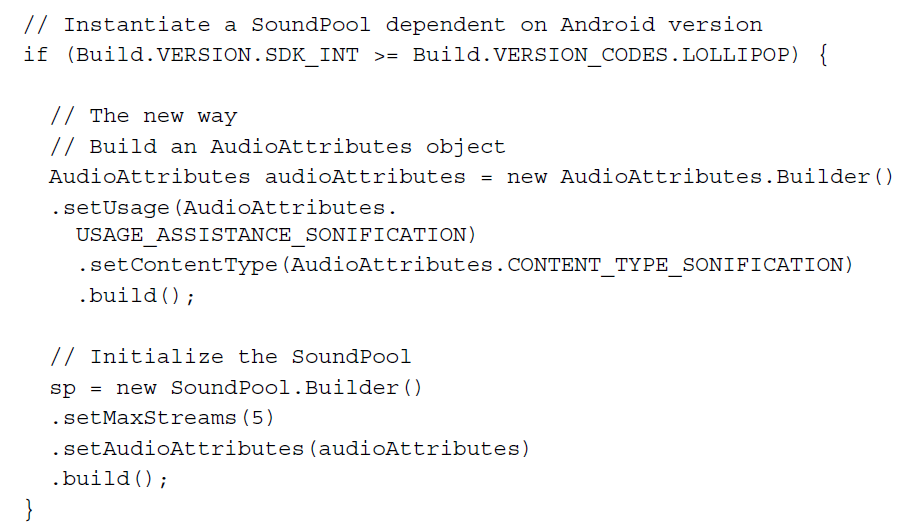 // Instantiate a SoundPool dependent on Android version
if (Build.VERSION.SDK_INT >= Build.VERSION_CODES.LOLLIPOP) {
// The new way
// Build an AudioAttributes object
AudioAttributes audioAttributes = new AudioAttributes.Builder()
.setUsage(AudioAttributes.
USAGE_ASSISTANCE_SONIFICATION)
.setContentType(AudioAttributes.CONTENT_TYPE_SONIFICATION)
.build();
// Initialize the SoundPool
sp = new SoundPool.Builder()
.setMaxStreams(5)
.setAudioAttributes(audioAttributes)
.build();
}